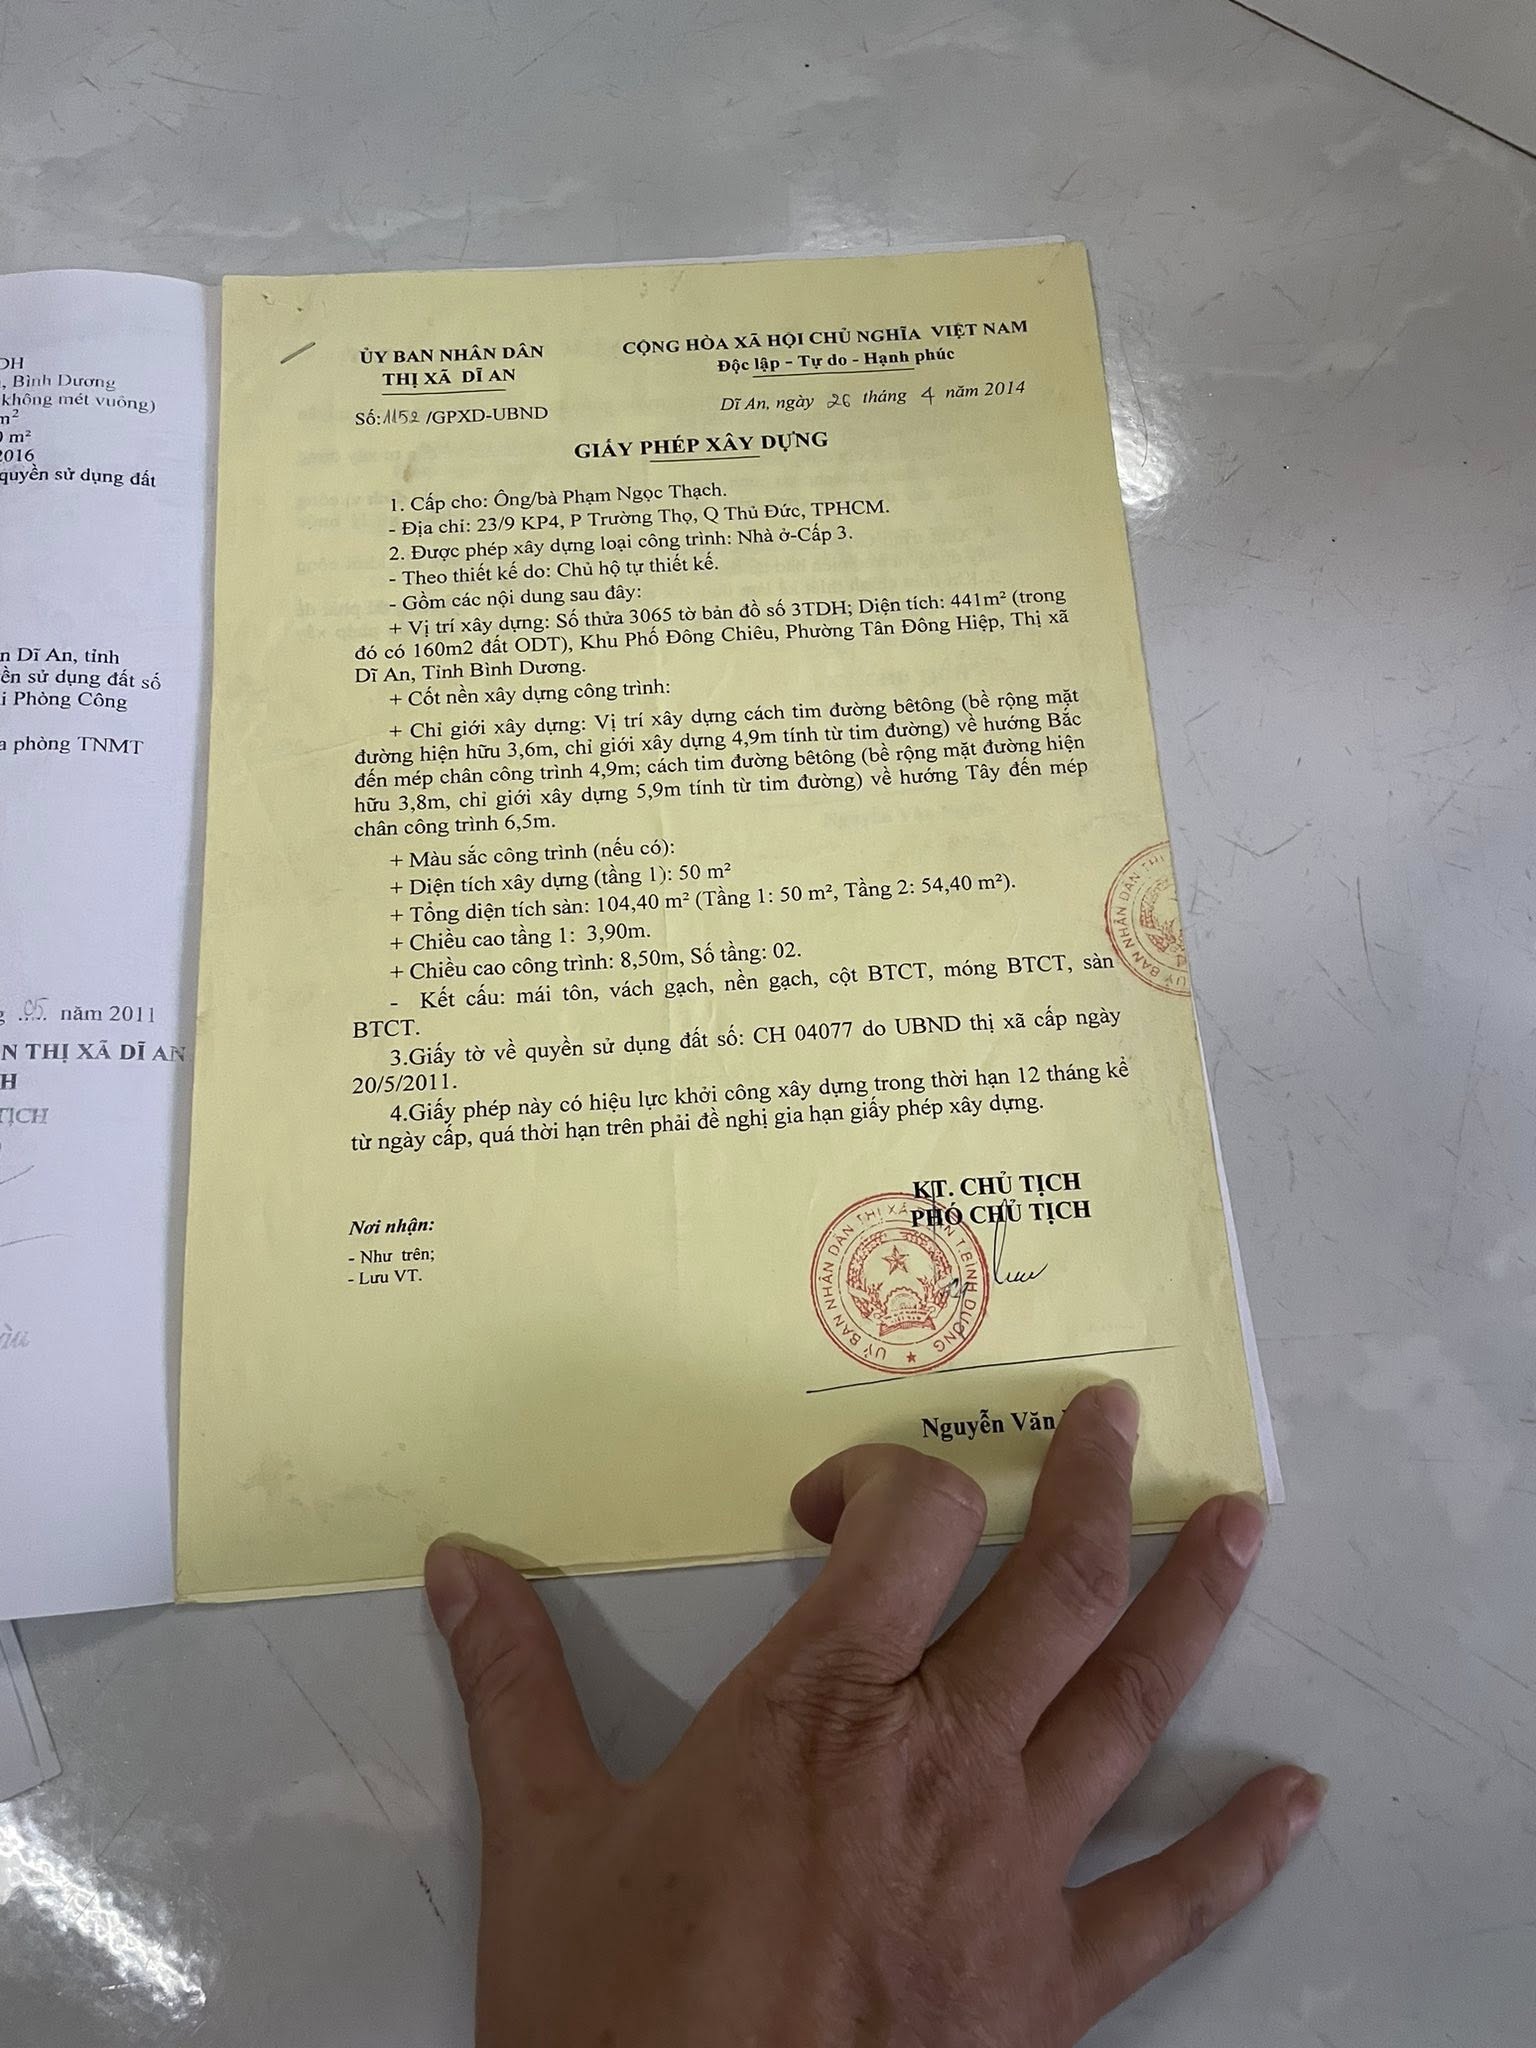 DH
, Bình Dương
không mét vuông)
m²
0 m²
2016
quyền sử dụng đất
n Dĩ An, tỉnh
ền sử dụng đất số
i Phòng Công
a phòng TNMT
05 năm 2011
N THỊ XÃ DĨ AN
H
TỊCH
ỦY BAN NHÂN DÂN
THỊ XÃ DĨ AN
Số: 1152 /GPXD-UBND
CỘNG HÒA XÃ HỘI CHỦ NGHĨA VIỆT NAM
Độc lập - Tự do - Hạnh phúc
Dĩ An, ngày 26 tháng 4 năm 2014
GIẤY PHÉP XÂY DỰNG
1. Cấp cho: Ông/bà Phạm Ngọc Thạch.
- Địa chỉ: 23/9 KP4, P Trường Thọ, Q Thủ Đức, TPHCM.
2. Được phép xây dựng loại công trình: Nhà ở-Cấp 3.
- Theo thiết kế do: Chủ hộ tự thiết kế.
- Gồm các nội dung sau đây:
+ Vị trí xây dựng: Số thửa 3065 tờ bản đồ số 3TDH; Diện tích: 441m² (trong
đó có 160m2 đất ODT), Khu Phố Đông Chiêu, Phường Tân Đông Hiệp, Thị xã
Dĩ An, Tỉnh Bình Dương.
+ Cốt nền xây dựng công trình:
+ Chỉ giới xây dựng: Vị trí xây dựng cách tim đường bêtông (bề rộng mặt
đường hiện hữu 3,6m, chỉ giới xây dựng 4,9m tính từ tim đường) về hướng Bắc
đến mép chân công trình 4,9m; cách tim đường bêtông (bề rộng mặt đường hiện
hữu 3,8m, chỉ giới xây dựng 5,9m tính từ tim đường) về hướng Tây đến mép
chân công trình 6,5m.
+ Màu sắc công trình (nếu có):
+ Diện tích xây dựng (tầng 1): 50 m²
+ Tổng diện tích sàn: 104,40 m² (Tầng 1: 50 m², Tầng 2: 54,40 m²).
+ Chiều cao tầng 1: 3,90m.
+ Chiều cao công trình: 8,50m, Số tầng: 02.
- Kết cấu: mái tôn, vách gạch, nền gạch, cột BTCT, móng BTCT, sàn
BTCT.
3.Giấy tờ về quyền sử dụng đất số: CH 04077 do UBND thị xã cấp ngày
20/5/2011.
4.Giấy phép này có hiệu lực khởi công xây dựng trong thời hạn 12 tháng kể
từ ngày cấp, quá thời hạn trên phải đề nghị gia hạn giấy phép xây dựng.
Nơi nhận:
- Như trên;
- Lưu VT.
KT. CHỦ TỊCH
PHÓ CHỦ TỊCH
UỶ BAN NHÂN DÂN THỊ XÃ DĨ AN T.BÌNH DƯƠNG
Nguyễn Văn
UỶ BAN NHÂN DÂN THỊ